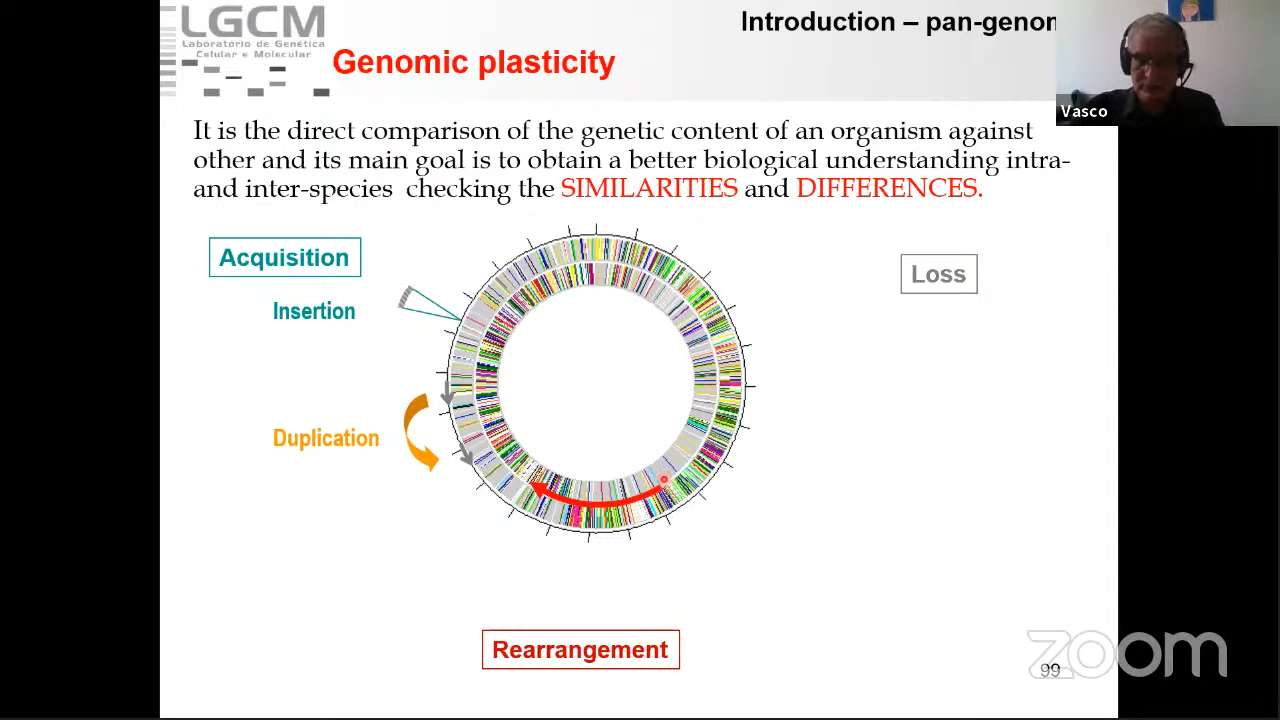 LGCM
Laboratório de Genética
Celular e Molecular
Introduction – pan-genom
Genomic plasticity
Vasco
It is the direct comparison of the genetic content of an organism against
other and its main goal is to obtain a better biological understanding intra-
and inter-species checking the SIMILARITIES and DIFFERENCES.
Acquisition
Loss
Insertion
Duplication
Rearrangement
zoom
99